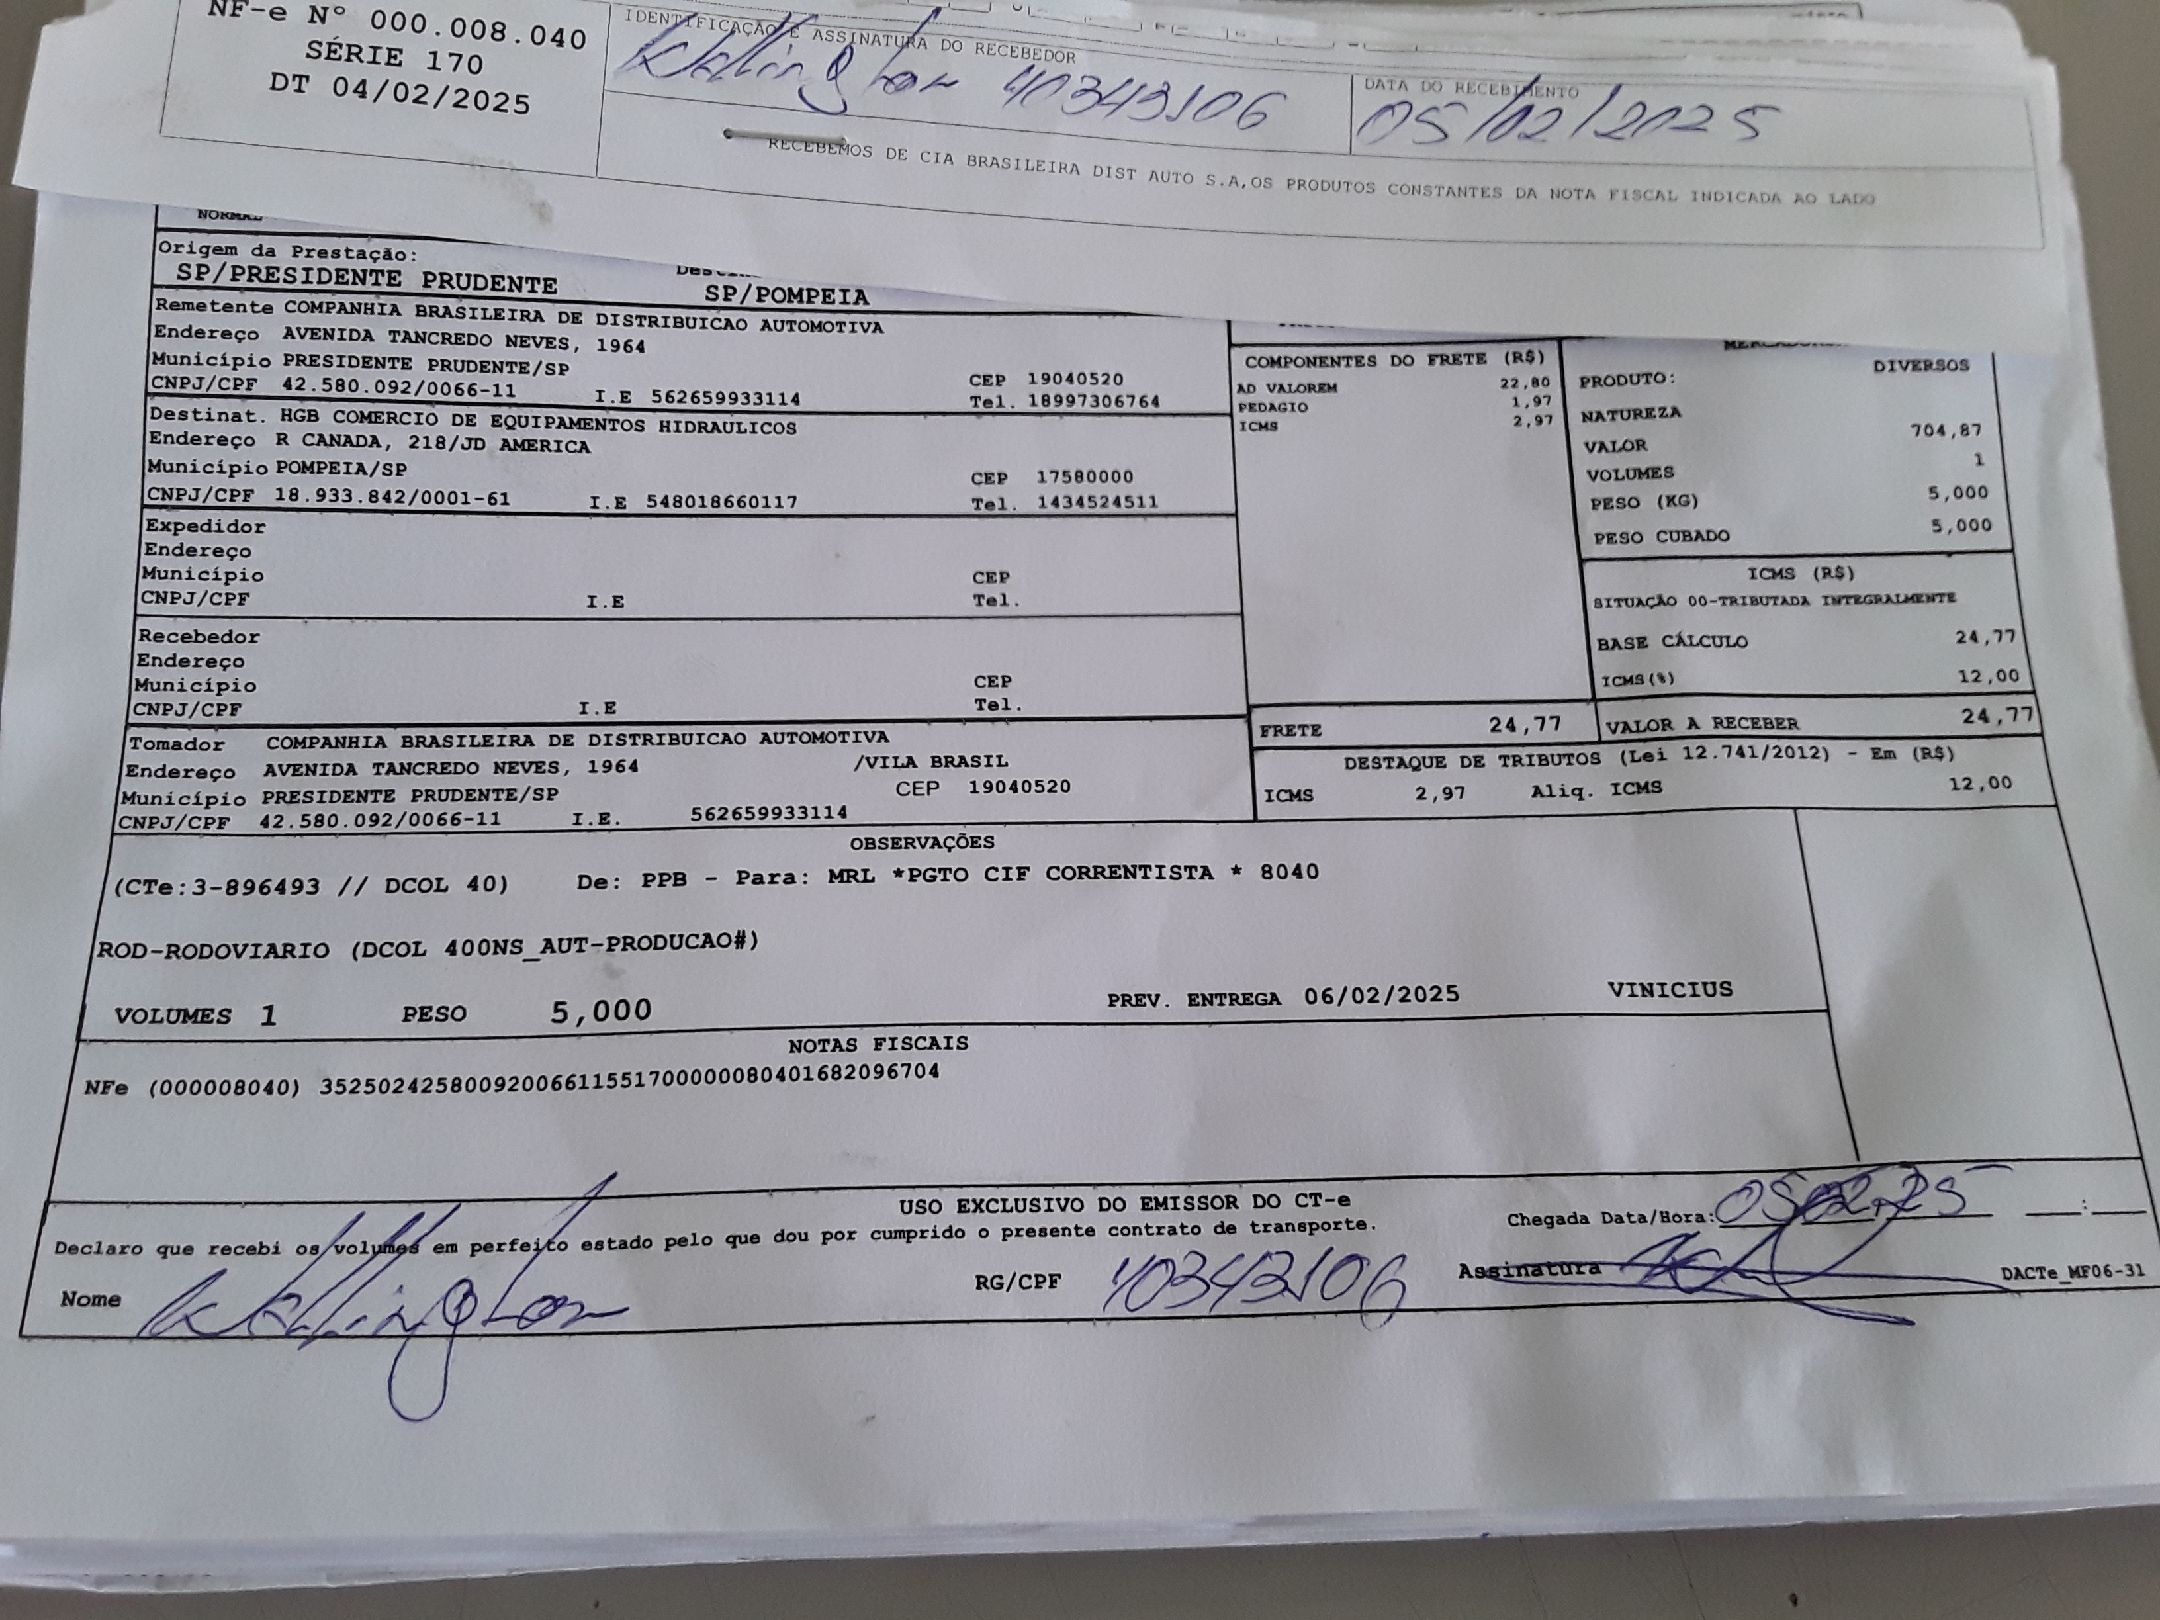 NF-e Nº 000.008.040
SÉRIE 170
DT 04/02/2025
IDENTIFICAÇÃO E ASSINATURA DO RECEBEDOR
Wellington 40343106
DATA DO RECEBIMENTO
05/02/2025
RECEBEMOS DE CIA BRASILEIRA DIST AUTO S.A,OS PRODUTOS CONSTANTES DA NOTA FISCAL INDICADA AO LADO
NORMAL
Origem da Prestação:
SP/PRESIDENTE PRUDENTE
SP/POMPEIA
Remetente COMPANHIA BRASILEIRA DE DISTRIBUICAO AUTOMOTIVA
Endereço AVENIDA TANCREDO NEVES, 1964
Município PRESIDENTE PRUDENTE/SP CEP 19040520
CNPJ/CPF 42.580.092/0066-11 I.E 562659933114 Tel. 18997306764
Destinat. HGB COMERCIO DE EQUIPAMENTOS HIDRAULICOS
Endereço R CANADA, 218/JD AMERICA
Município POMPEIA/SP CEP 17580000
CNPJ/CPF 18.933.842/0001-61 I.E 548018660117 Tel. 1434524511
Expedidor
Endereço
Município CEP
CNPJ/CPF I.E Tel.
Recebedor
Endereço
Município CEP
CNPJ/CPF I.E Tel.
Tomador COMPANHIA BRASILEIRA DE DISTRIBUICAO AUTOMOTIVA
Endereço AVENIDA TANCREDO NEVES, 1964 /VILA BRASIL
Município PRESIDENTE PRUDENTE/SP CEP 19040520
CNPJ/CPF 42.580.092/0066-11 I.E. 562659933114
COMPONENTES DO FRETE (R$)
AD VALOREM 22,80
PEDAGIO 1,97
ICMS 2,97
PRODUTO: DIVERSOS
NATUREZA
VALOR 704,87
VOLUMES 1
PESO (KG) 5,000
PESO CUBADO 5,000
ICMS (R$)
SITUAÇÃO 00-TRIBUTADA INTEGRALMENTE
BASE CÁLCULO 24,77
ICMS(%) 12,00
FRETE 24,77 VALOR A RECEBER 24,77
DESTAQUE DE TRIBUTOS (Lei 12.741/2012) - Em (R$)
ICMS 2,97 Aliq. ICMS 12,00
OBSERVAÇÕES
(CTe:3-896493 // DCOL 40) De: PPB - Para: MRL *PGTO CIF CORRENTISTA * 8040
ROD-RODOVIARIO (DCOL 400NS_AUT-PRODUCAO#)
VOLUMES 1 PESO 5,000 PREV. ENTREGA 06/02/2025 VINICIUS
NOTAS FISCAIS
NFe (000008040) 35250242580092006611551700000080401682096704
USO EXCLUSIVO DO EMISSOR DO CT-e
Declaro que recebi os volumes em perfeito estado pelo que dou por cumprido o presente contrato de transporte.
Chegada Data/Hora: 05 02.25 __:__
Nome Wellington RG/CPF 40343106 Assinatura
DACTe_MF06-31